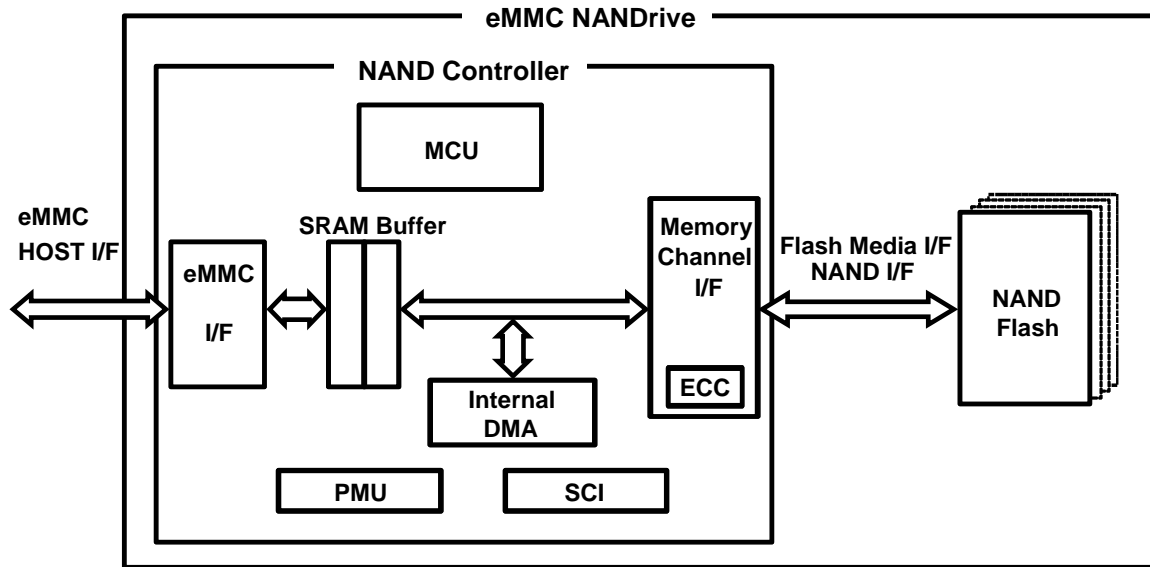 eMMC NANDrive
NAND Controller
MCU
eMMC
HOST I/F
SRAM Buffer
eMMC
I/F
Memory
Channel
I/F
ECC
Flash Media I/F
NAND I/F
NAND
Flash
Internal
DMA
PMU
SCI